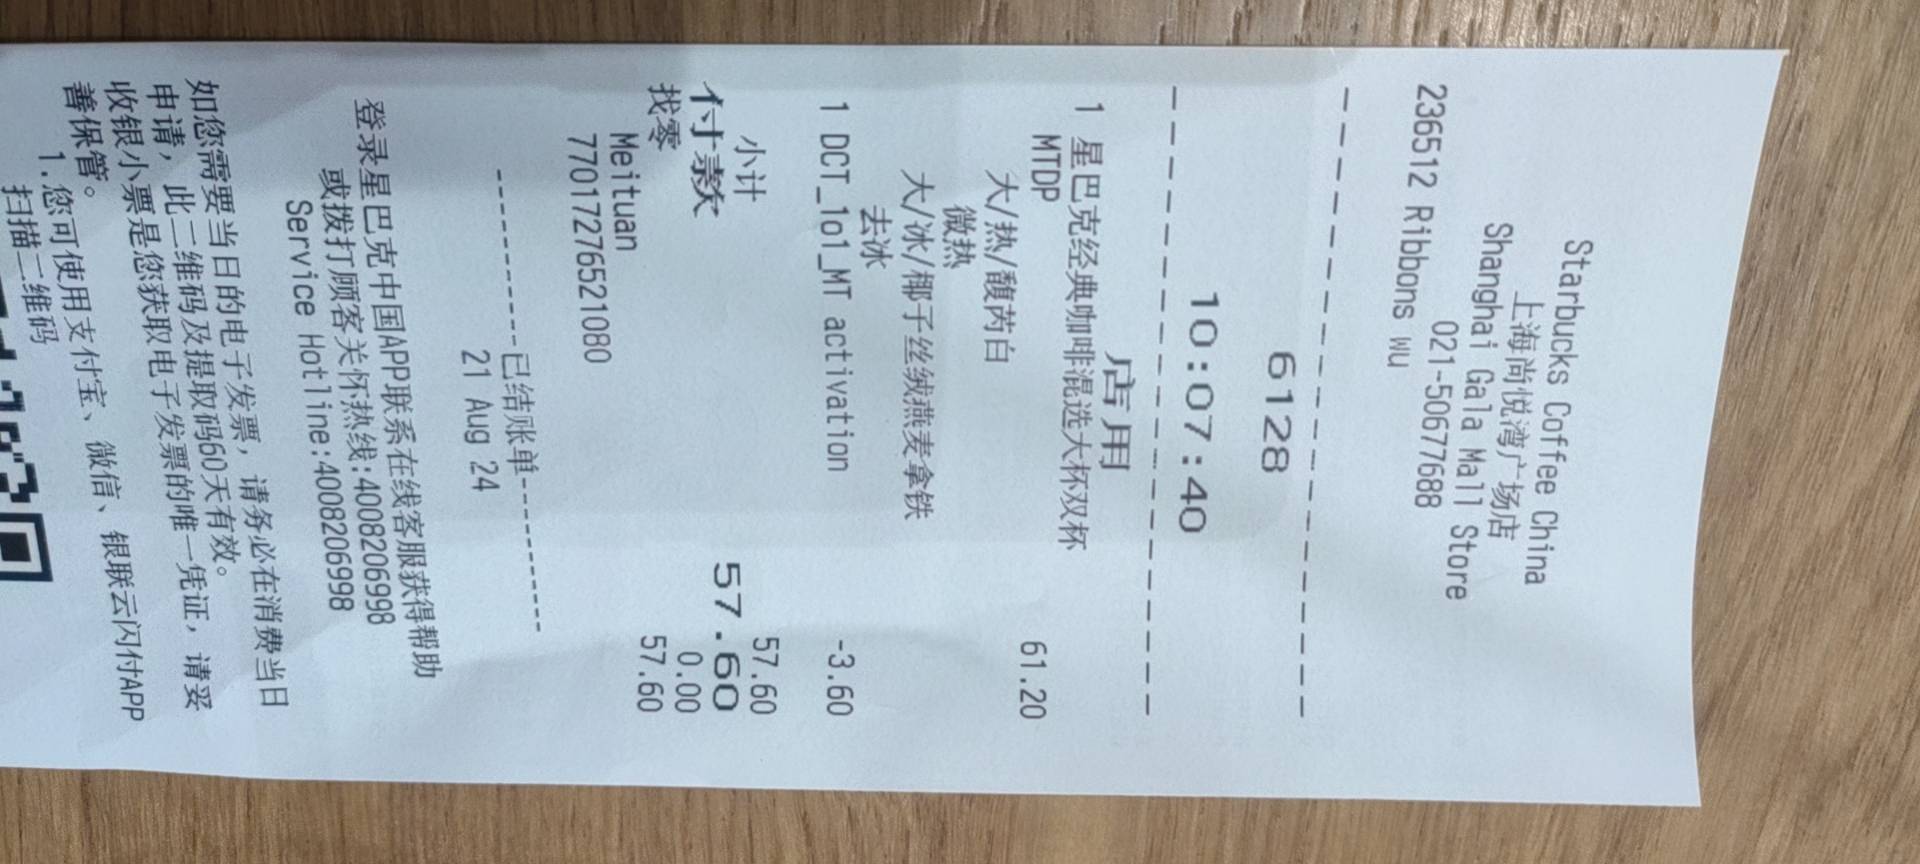 Starbucks Coffee China
上海尚悦湾广场店
Shanghai Gala Mall Store
021-50677688
236512 Ribbons wu
6128
10:07:40
店用
1 星巴克经典咖啡混选大杯双杯
MTDP 61.20
大/热/馥芮白
微热
大/冰/椰子丝绒燕麦拿铁
去冰
1 DCT_1o1_MT activation -3.60
小计 57.60
付款 57.60
找零 0.00
Meituan 57.60
77017276521080
----------已结账单----------
21 Aug 24
登录星巴克中国APP联系在线客服获得帮助
或拨打顾客关怀热线:4008206998
Service Hotline:4008206998
如您需要当日的电子发票，请务必在消费当日
申请，此二维码及提取码60天有效。
收银小票是您获取电子发票的唯一凭证，请妥
善保管。
1.您可使用支付宝、微信、银联云闪付APP
扫描二维码